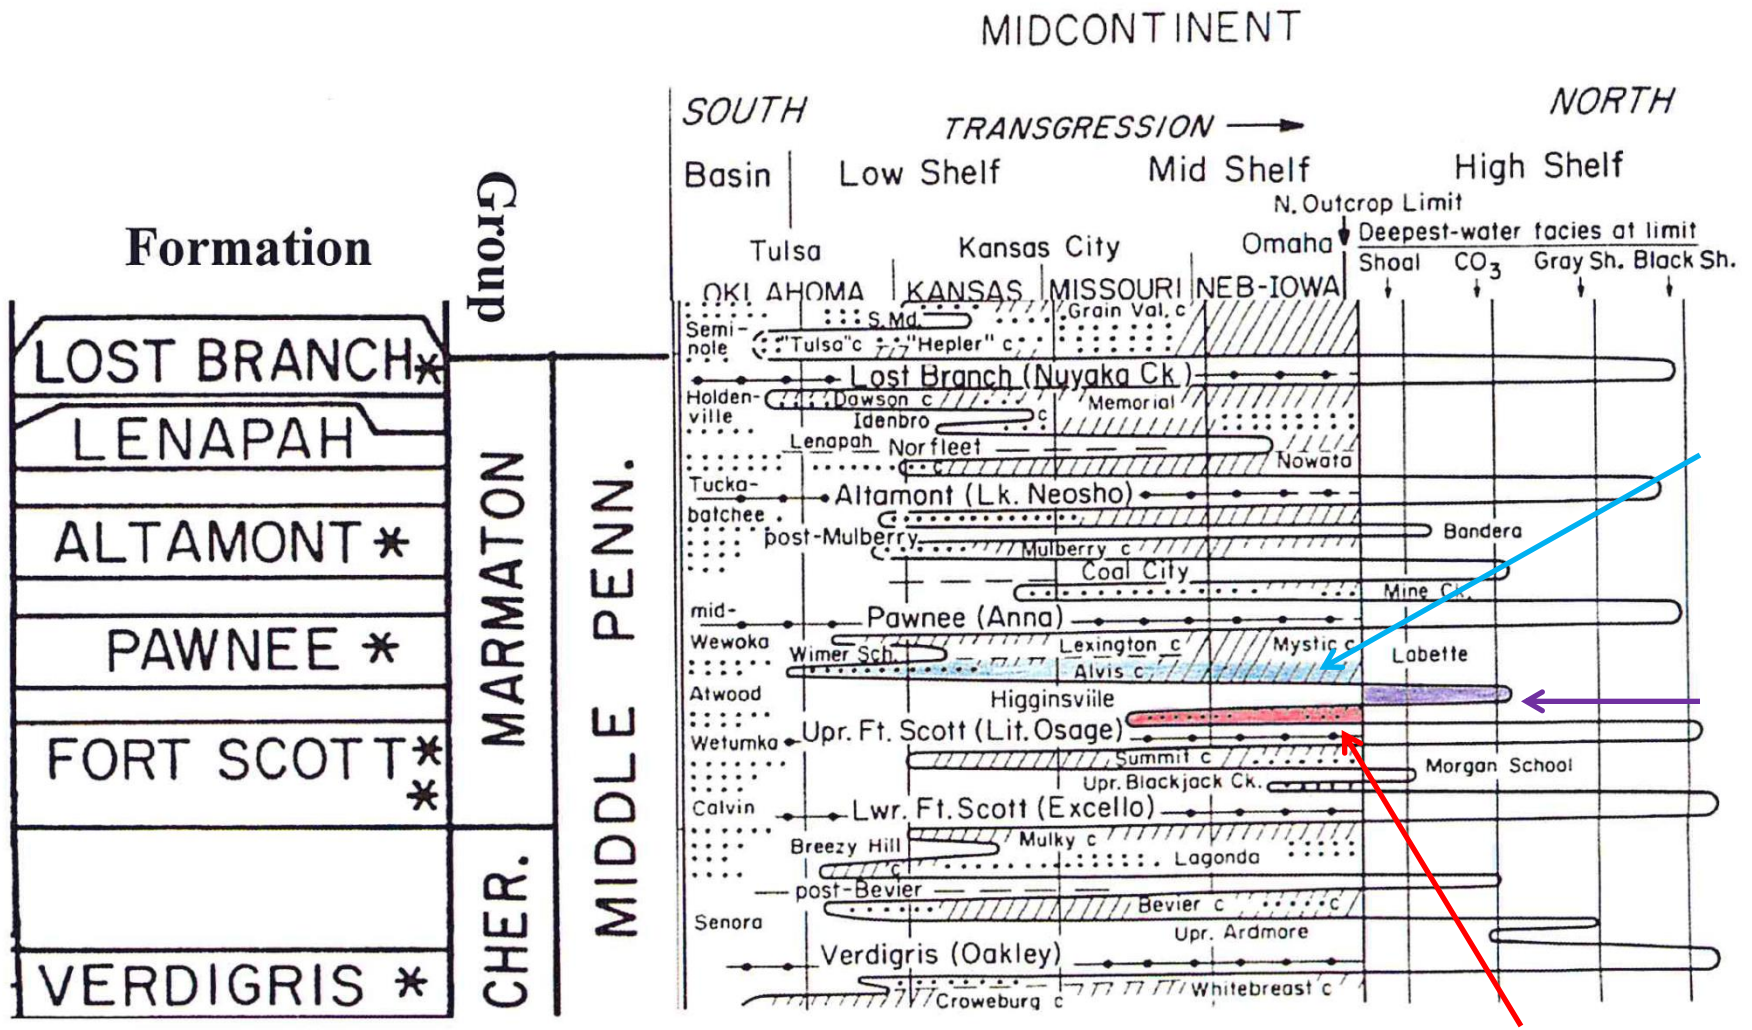 MIDCONTINENT
SOUTH
NORTH
TRANSGRESSION
Basin
Low Shelf
Mid Shelf
High Shelf
N. Outcrop Limit
Tulsa
Kansas City
Omaha
Deepest-water facies at limit
Shoal
CO3
Gray Sh.
Black Sh.
OKLAHOMA
KANSAS
MISSOURI
NEB-IOWA
Formation
Group
LOST BRANCH*
LENAPAH
ALTAMONT *
PAWNEE *
FORT SCOTT*
*
VERDIGRIS *
MARMATON
CHER.
MIDDLE PENN.
S.Md.
Grain Val. c
Semi-
nole
"Tulsa"c
"Hepler" c
Lost Branch (Nuyaka Ck.)
Holden-
ville
Dawson c
Memorial
Idenbro
c
Lenapah
Norfleet
c
Nowata
Tucka-
batchee
Altamont (Lk. Neosho)
post-Mulberry
Bandera
Mulberry c
Coal City
Mine Ck.
mid-
Wewoka
Pawnee (Anna)
Lexington c
Mystic c
Wimer Sch.
Labette
Alvis c
Atwood
Higginsville
Upr. Ft. Scott (Lit. Osage)
Wetumka
Summit c
Morgan School
Upr. Blackjack Ck.
Calvin
Lwr. Ft. Scott (Excello)
Mulky c
Breezy Hill
Lagonda
c
post-Bevier
Bevier c
c
Senora
Upr. Ardmore
Verdigris (Oakley)
Whitebreast c
Croweburg c